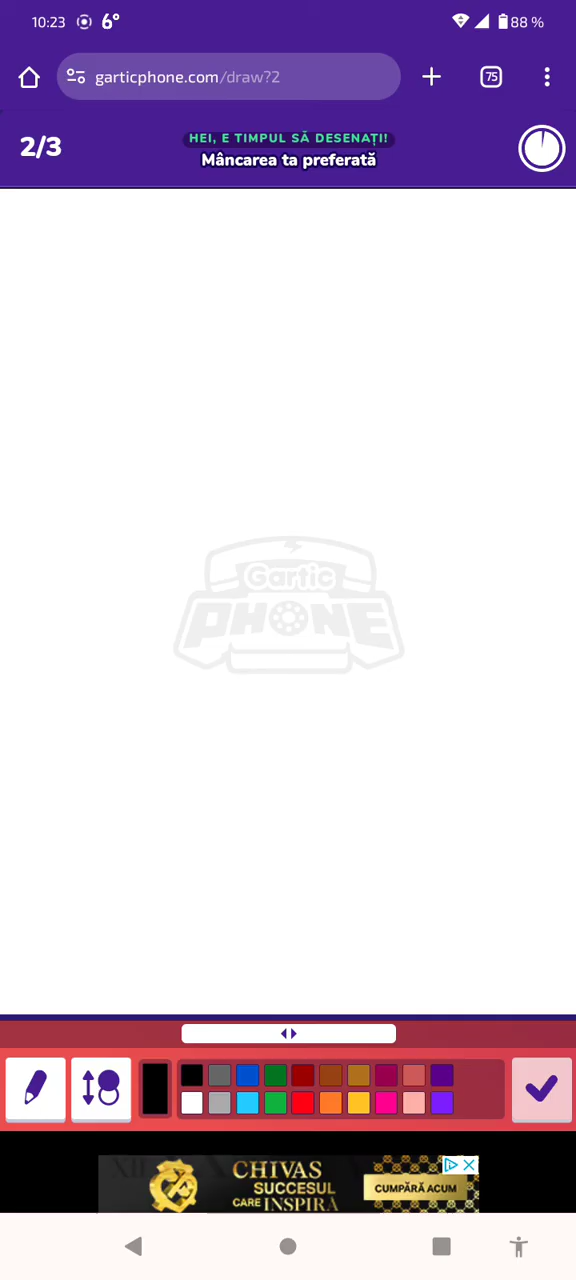 10:23 6°
88 %
garticphone.com/draw?2
75
2/3
HEI, E TIMPUL SĂ DESENAȚI!
Mâncarea ta preferată
Gartic
PHONE
CHIVAS
SUCCESUL
CARE INSPIRĂ
CUMPĂRĂ ACUM